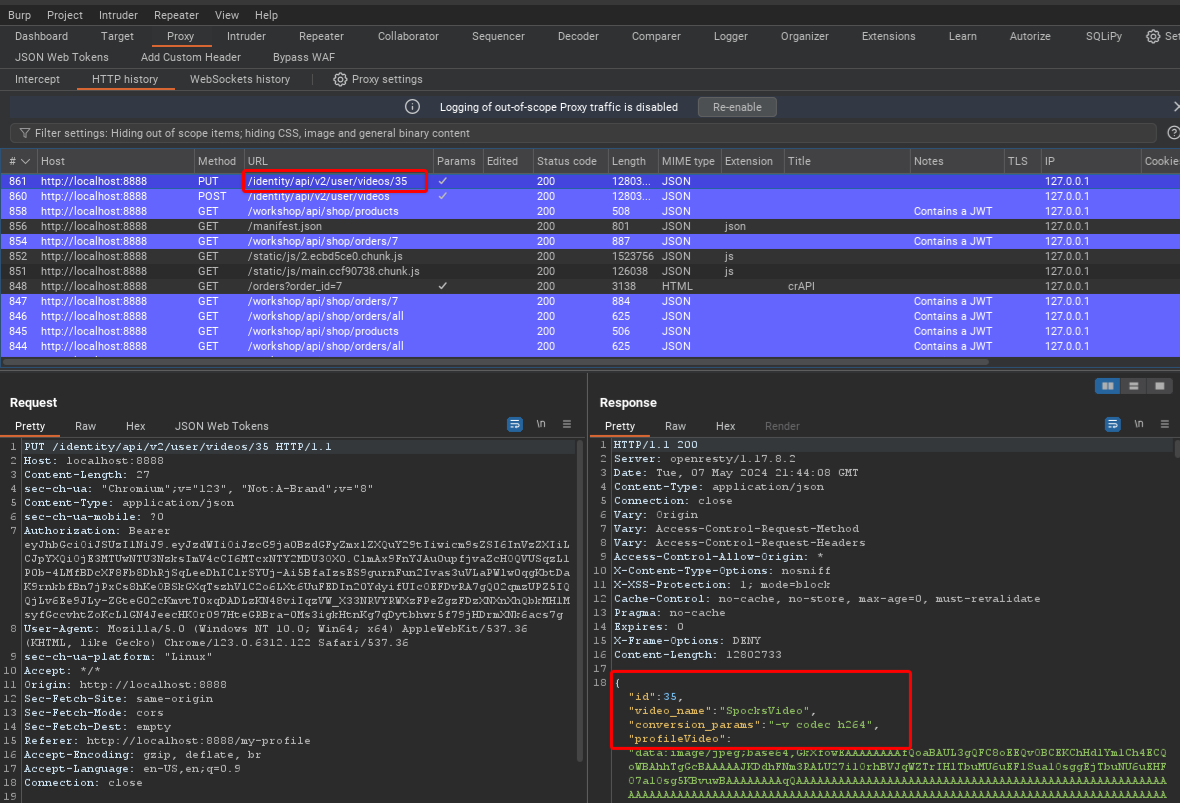 Burp Project Intruder Repeater View Help
Dashboard Target Proxy Intruder Repeater Collaborator Sequencer Decoder Comparer Logger Organizer Extensions Learn Autorize SQLiPy Set
JSON Web Tokens Add Custom Header Bypass WAF
Intercept HTTP history WebSockets history Proxy settings
Logging of out-of-scope Proxy traffic is disabled Re-enable
Filter settings: Hiding out of scope items; hiding CSS, image and general binary content
# Host Method URL Params Edited Status code Length MIME type Extension Title Notes TLS IP Cookie
861 http://localhost:8888 PUT /identity/api/v2/user/videos/35 ✓ 200 12803... JSON 127.0.0.1
860 http://localhost:8888 POST /identity/api/v2/user/videos ✓ 200 12803... JSON 127.0.0.1
858 http://localhost:8888 GET /workshop/api/shop/products 200 508 JSON Contains a JWT 127.0.0.1
856 http://localhost:8888 GET /manifest.json 200 801 JSON json 127.0.0.1
854 http://localhost:8888 GET /workshop/api/shop/orders/7 200 887 JSON Contains a JWT 127.0.0.1
852 http://localhost:8888 GET /static/js/2.ecbd5ce0.chunk.js 200 1523756 JSON js 127.0.0.1
851 http://localhost:8888 GET /static/js/main.ccf90738.chunk.js 200 126038 JSON js 127.0.0.1
848 http://localhost:8888 GET /orders?order_id=7 ✓ 200 3138 HTML crAPI 127.0.0.1
847 http://localhost:8888 GET /workshop/api/shop/orders/7 200 884 JSON Contains a JWT 127.0.0.1
846 http://localhost:8888 GET /workshop/api/shop/orders/all 200 625 JSON Contains a JWT 127.0.0.1
845 http://localhost:8888 GET /workshop/api/shop/products 200 506 JSON Contains a JWT 127.0.0.1
844 http://localhost:8888 GET /workshop/api/shop/orders/all 200 625 JSON Contains a JWT 127.0.0.1
Request
Pretty Raw Hex JSON Web Tokens \n
1 PUT /identity/api/v2/user/videos/35 HTTP/1.1
2 Host: localhost:8888
3 Content-Length: 27
4 sec-ch-ua: "Chromium";v="123", "Not:A-Brand";v="8"
5 Content-Type: application/json
6 sec-ch-ua-mobile: ?0
7 Authorization: Bearer
8 User-Agent: Mozilla/5.0 (Windows NT 10.0; Win64; x64) AppleWebKit/537.36
(KHTML, like Gecko) Chrome/123.0.6312.122 Safari/537.36
9 sec-ch-ua-platform: "Linux"
10 Accept: */*
11 Origin: http://localhost:8888
12 Sec-Fetch-Site: same-origin
13 Sec-Fetch-Mode: cors
14 Sec-Fetch-Dest: empty
15 Referer: http://localhost:8888/my-profile
16 Accept-Encoding: gzip, deflate, br
17 Accept-Language: en-US,en;q=0.9
18 Connection: close
19
Response
Pretty Raw Hex Render \n
1 HTTP/1.1 200
2 Server: openresty/1.17.8.2
3 Date: Tue, 07 May 2024 21:44:08 GMT
4 Content-Type: application/json
5 Connection: close
6 Vary: Origin
7 Vary: Access-Control-Request-Method
8 Vary: Access-Control-Request-Headers
9 Access-Control-Allow-Origin: *
10 X-Content-Type-Options: nosniff
11 X-XSS-Protection: 1; mode=block
12 Cache-Control: no-cache, no-store, max-age=0, must-revalidate
13 Pragma: no-cache
14 Expires: 0
15 X-Frame-Options: DENY
16 Content-Length: 12802733
17
18 {
"id":35,
"video_name":"SpocksVideo",
"conversion_params":"-v codec h264",
"profileVideo":